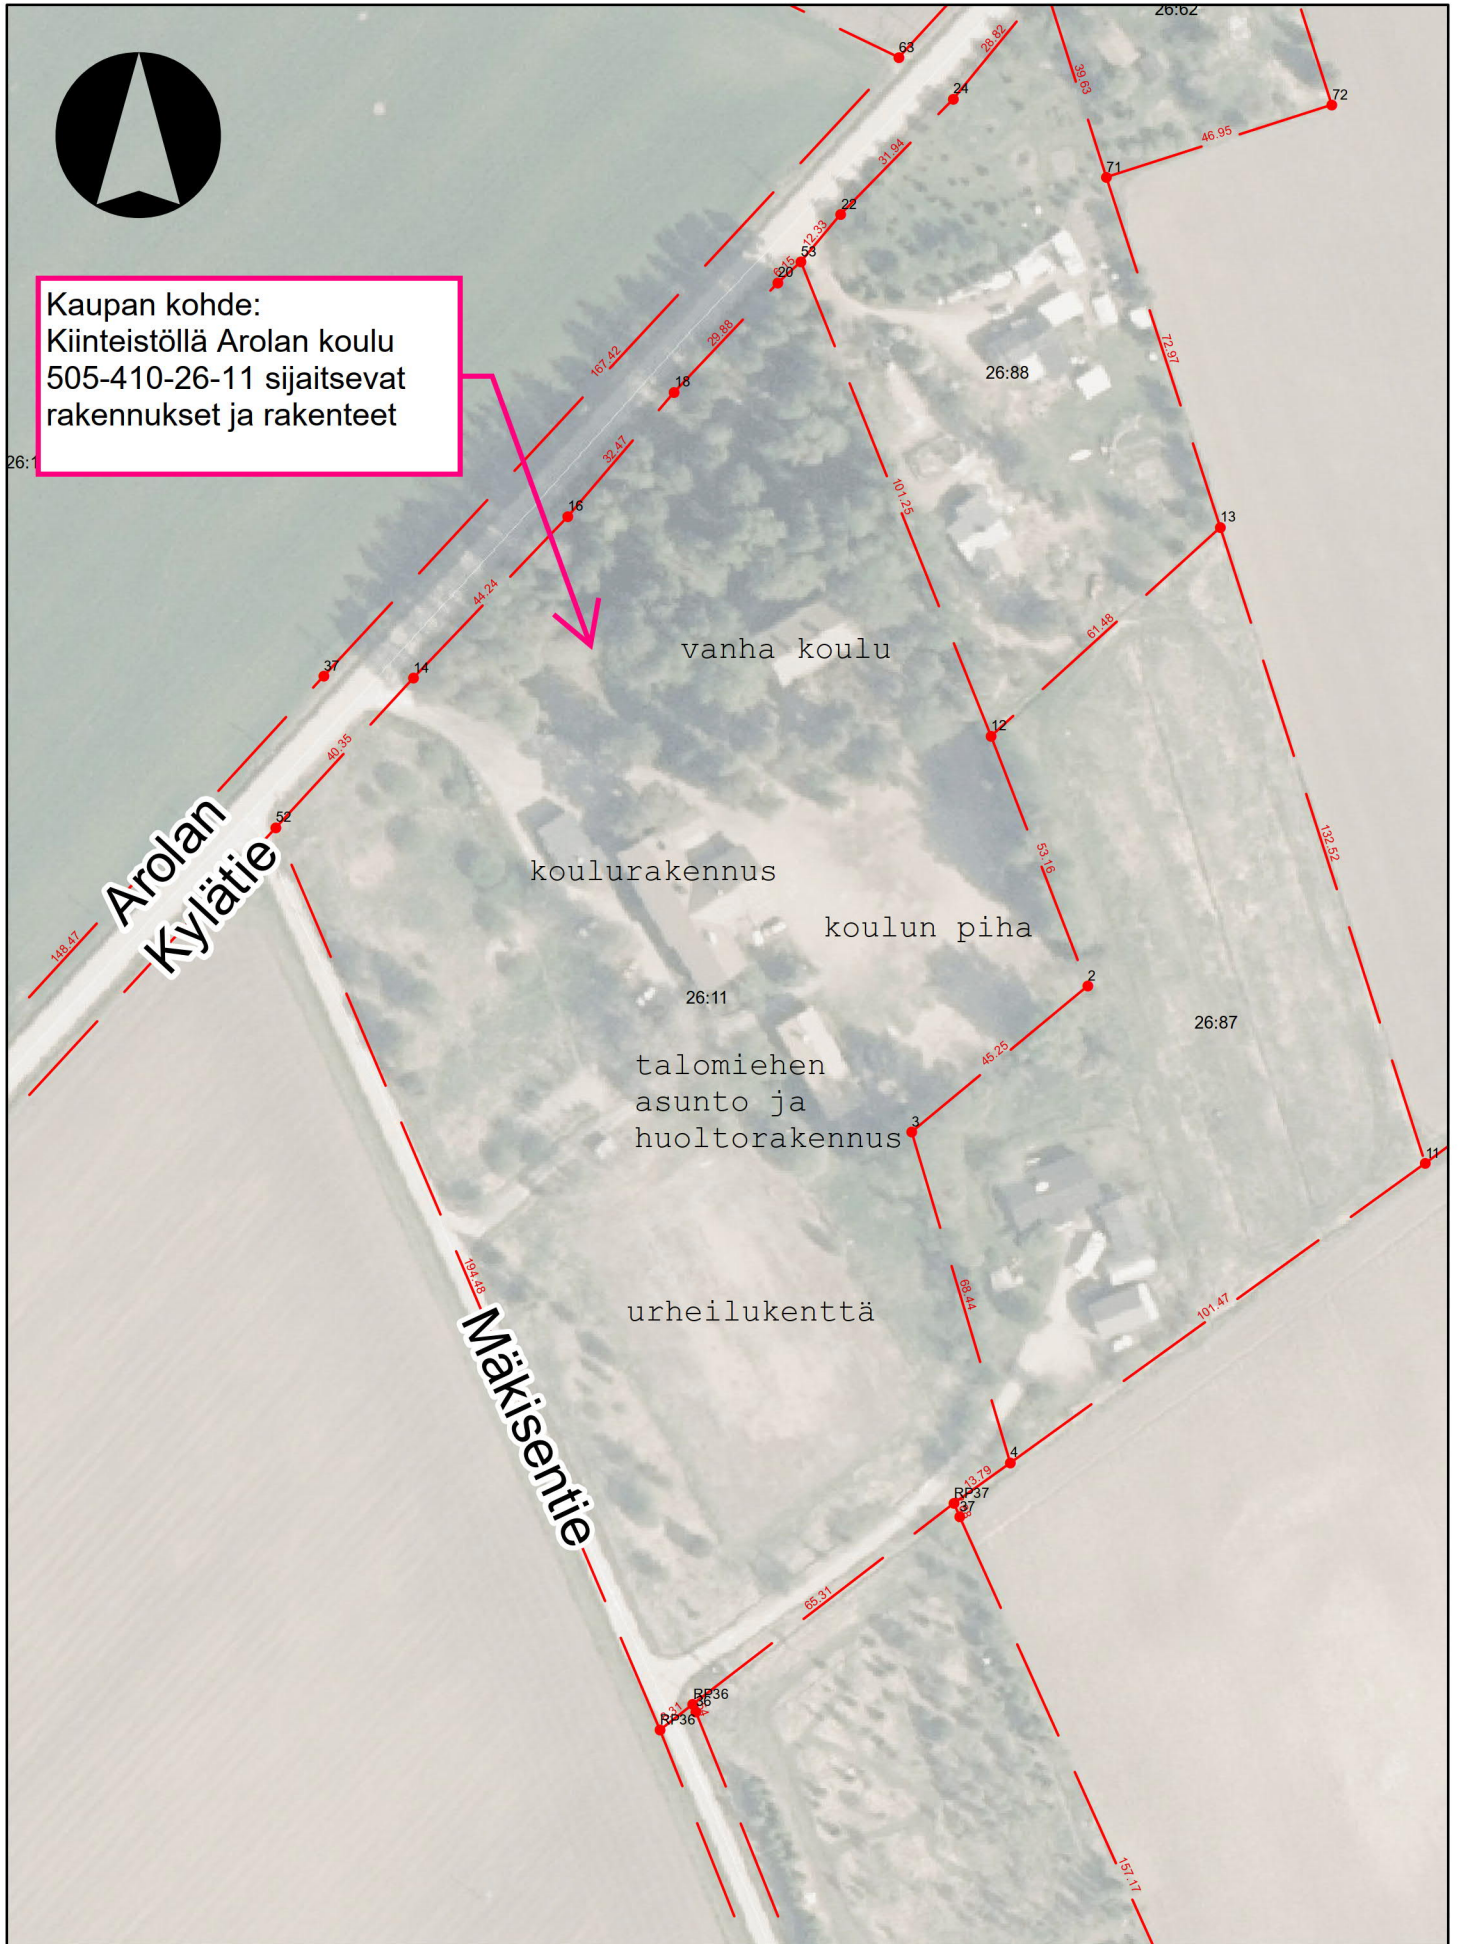 26:62
63
28.82
24
39.63
72
46.95
31.94
71
22
12.33
53
6.15
20
Kaupan kohde:
Kiinteistöllä Arolan koulu
505-410-26-11 sijaitsevat
rakennukset ja rakenteet
29.88
167.42
72.97
26:88
18
32.47
26:1
101.25
16
13
44.24
61.48
vanha koulu
37
14
12
40.35
52
Arolan
Kylätie
132.52
53.16
koulurakennus
koulun piha
148.47
2
26:11
26:87
45.25
talomiehen
asunto ja
huoltorakennus
3
11
194.48
68.44
101.47
urheilukenttä
Mäkisentie
4
13.79
RP37
37
65.31
RP36
36
RP36
157.17